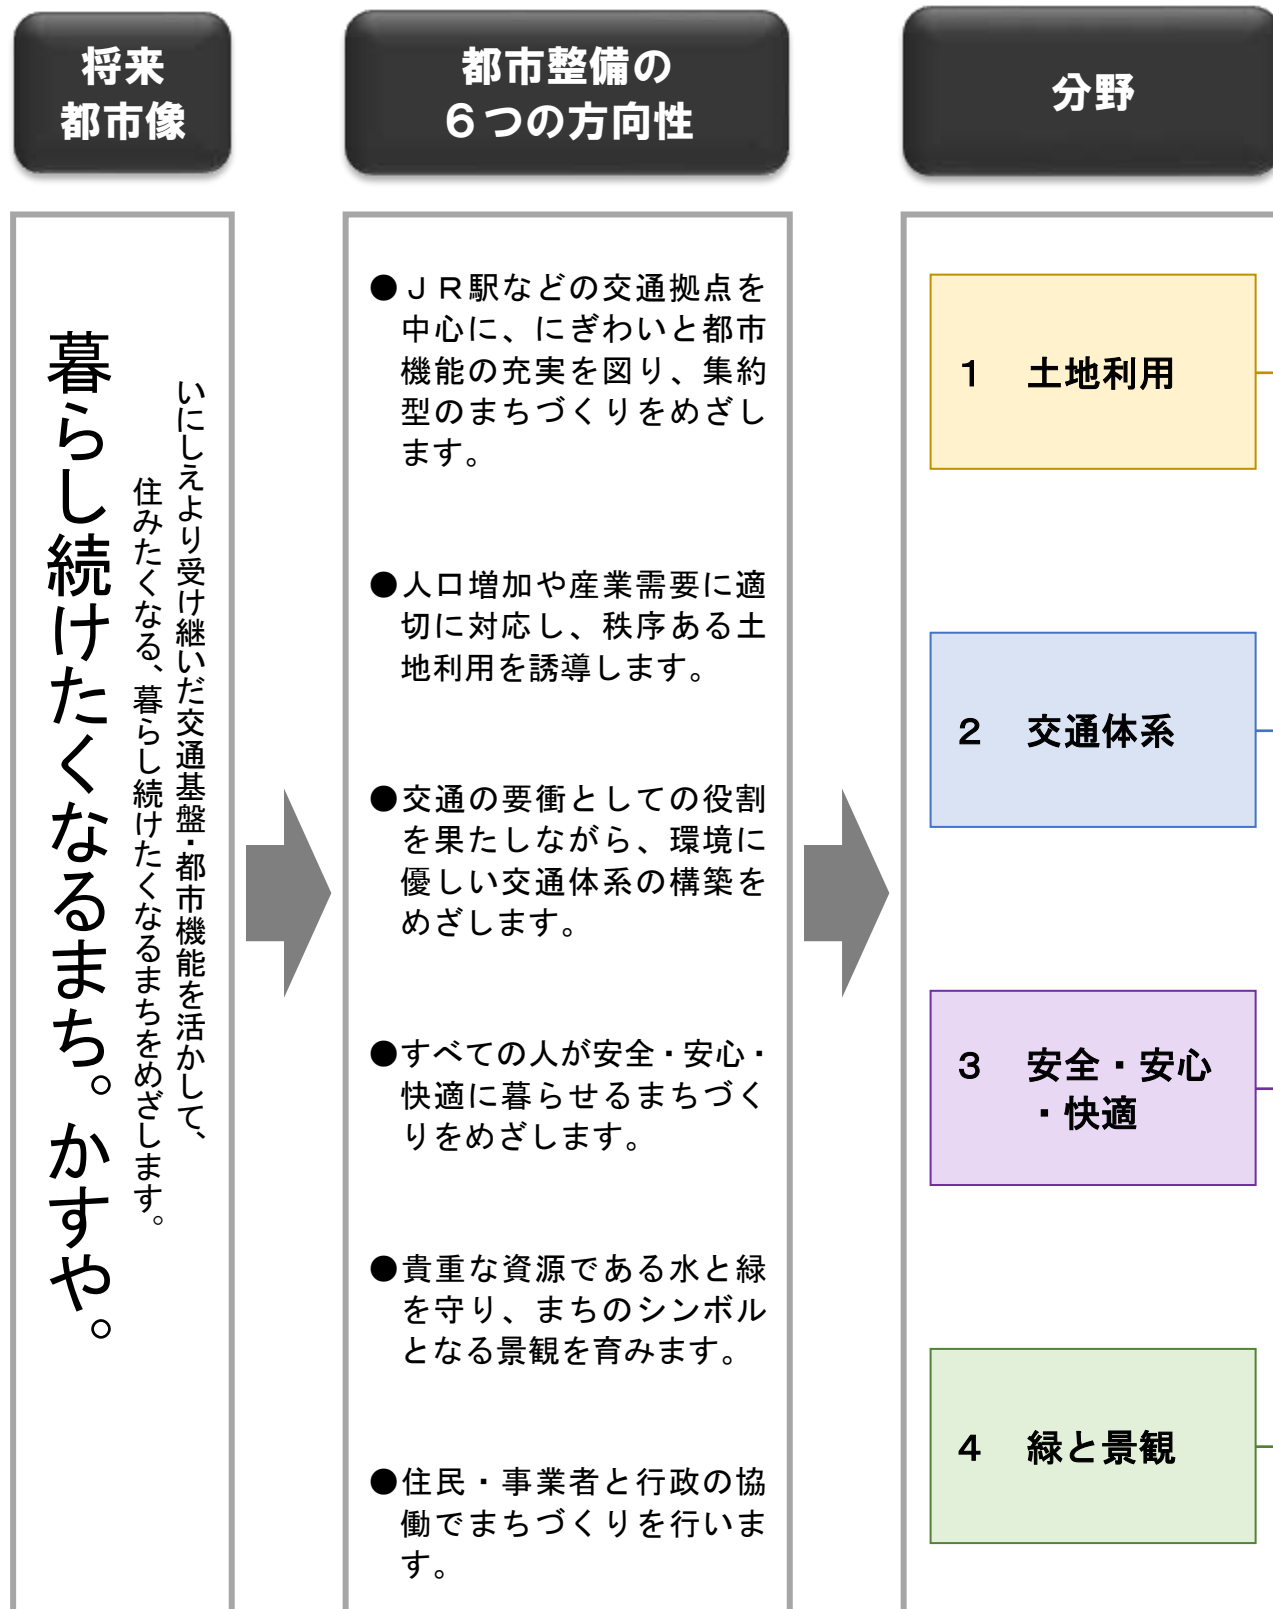 将来
都市像
都市整備の
６つの方向性
分野
いにしえより受け継いだ交通基盤・都市機能を活かして、
住みたくなる、暮らし続けたくなるまちをめざします。
暮らし続けたくなるまち。かすや。
●ＪＲ駅などの交通拠点を
中心に、にぎわいと都市
機能の充実を図り、集約
型のまちづくりをめざし
ます。
●人口増加や産業需要に適
切に対応し、秩序ある土
地利用を誘導します。
●交通の要衝としての役割
を果たしながら、環境に
優しい交通体系の構築を
めざします。
●すべての人が安全・安心・
快適に暮らせるまちづく
りをめざします。
●貴重な資源である水と緑
を守り、まちのシンボル
となる景観を育みます。
●住民・事業者と行政の協
働でまちづくりを行いま
す。
１　土地利用
２　交通体系
３　安全・安心
・快適
４　緑と景観